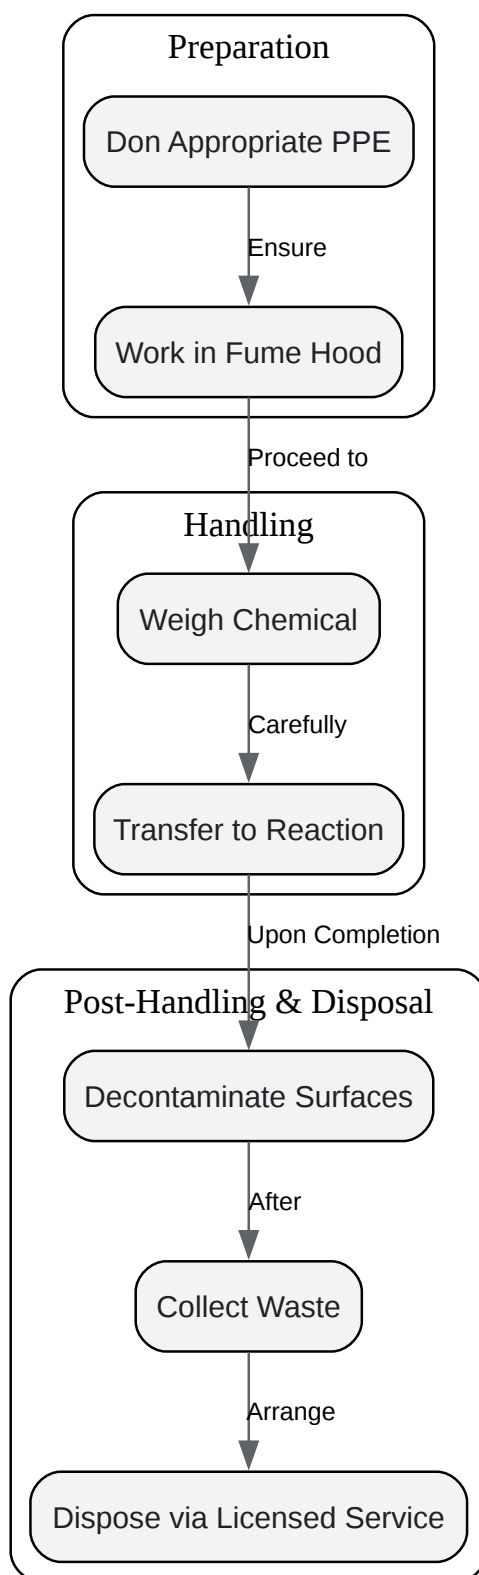 Preparation
Don Appropriate PPE
Ensure
Work in Fume Hood
Proceed to
Handling
Weigh Chemical
Carefully
Transfer to Reaction
Upon Completion
Post-Handling & Disposal
Decontaminate Surfaces
After
Collect Waste
Arrange
Dispose via Licensed Service